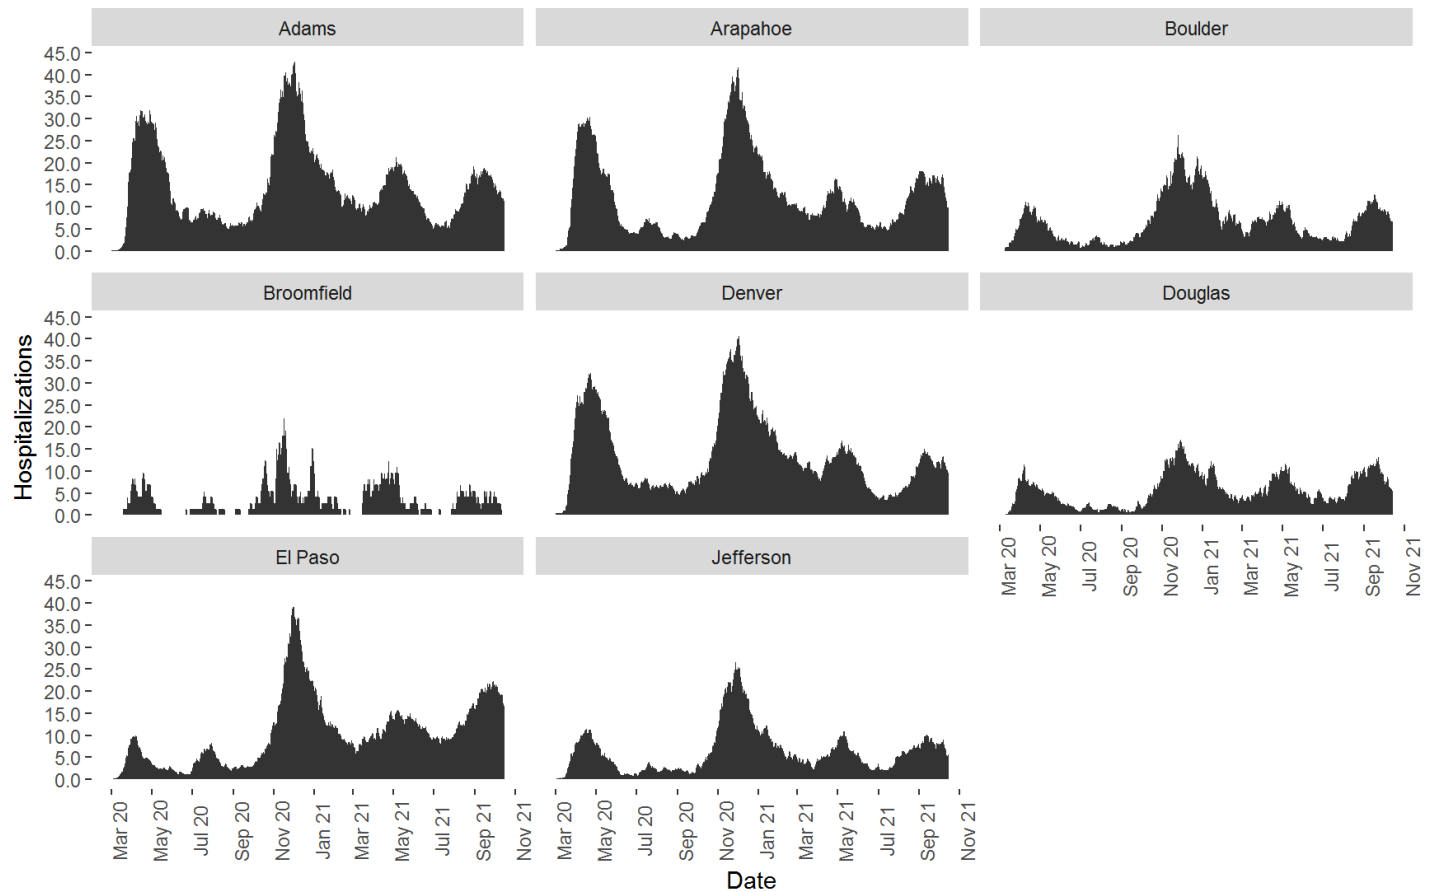 Adams
Arapahoe
Boulder
45.0
40.0
35.0
30.0
25.0
20.0
15.0
10.0
5.0
0.0
Broomfield
Denver
Douglas
45.0
40.0
35.0
30.0
25.0
20.0
15.0
10.0
5.0
0.0
Hospitalizations
Mar 20
May 20
Jul 20
Sep 20
Nov 20
Jan 21
Mar 21
May 21
Jul 21
Sep 21
Nov 21
El Paso
Jefferson
45.0
40.0
35.0
30.0
25.0
20.0
15.0
10.0
5.0
0.0
Mar 20
May 20
Jul 20
Sep 20
Nov 20
Jan 21
Mar 21
May 21
Jul 21
Sep 21
Nov 21
Mar 20
May 20
Jul 20
Sep 20
Nov 20
Jan 21
Mar 21
May 21
Jul 21
Sep 21
Nov 21
Date